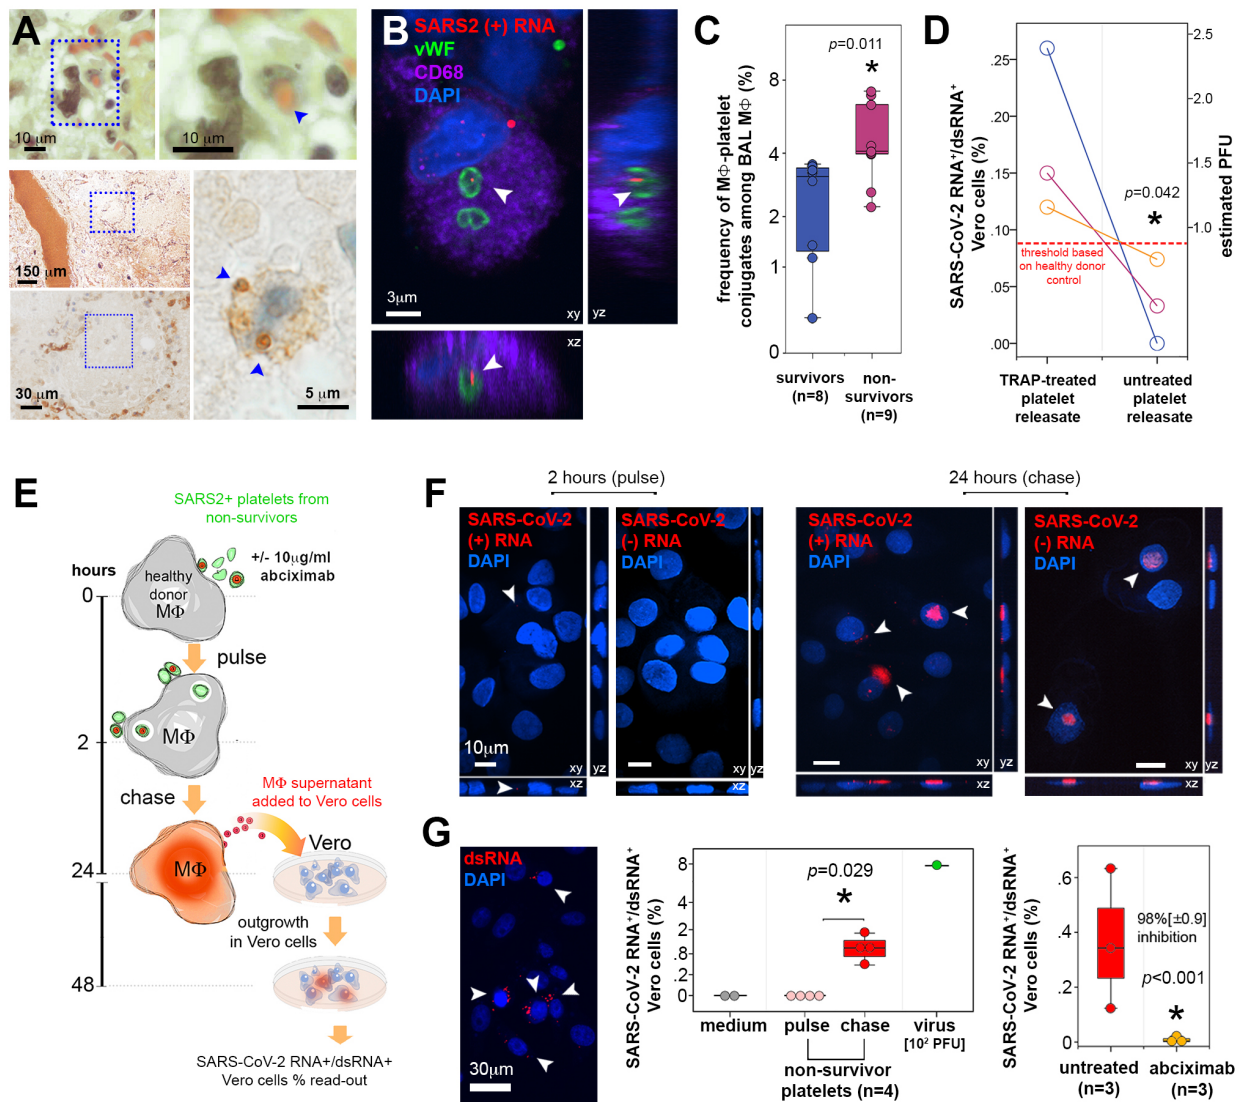 A
10 μm
10 μm
150 μm
30 μm
5 μm
B
SARS2 (+) RNA
vWF
CD68
DAPI
3μm
xy
yz
xz
C
frequency of MΦ-platelet
conjugates among BAL MΦ (%)
p=0.011
*
8
4
2
1
0
survivors
(n=8)
non-
survivors
(n=9)
D
SARS-CoV-2 RNA+/dsRNA+
Vero cells (%)
.25
.20
.15
.10
.05
.00
2.5
2.0
1.5
1.0
estimated PFU
p=0.042
*
threshold based
on healthy donor
control
TRAP-treated
platelet
releasate
untreated
platelet
releasate
E
SARS2+ platelets from
non-survivors
+/- 10μg/ml
abciximab
hours
healthy
donor
MΦ
0
pulse
MΦ
2
chase
MΦ supernatant
added to Vero cells
MΦ
Vero
24
outgrowth
in Vero cells
48
SARS-CoV-2 RNA+/dsRNA+
Vero cells % read-out
F
2 hours (pulse)
24 hours (chase)
SARS-CoV-2
(+) RNA
DAPI
10μm
xy
yz
xz
SARS-CoV-2
(-) RNA
DAPI
xy
yz
xz
SARS-CoV-2
(+) RNA
DAPI
xy
yz
xz
SARS-CoV-2
(-) RNA
DAPI
xy
yz
xz
G
dsRNA
DAPI
30μm
SARS-CoV-2 RNA+/dsRNA+
Vero cells (%)
8
4
2
.8
.2
0
p=0.029
*
medium
pulse
chase
virus
[10² PFU]
non-survivor
platelets (n=4)
SARS-CoV-2 RNA+/dsRNA+
Vero cells (%)
.6
.4
.2
0
98%[±0.9]
inhibition
p<0.001
*
untreated
(n=3)
abciximab
(n=3)